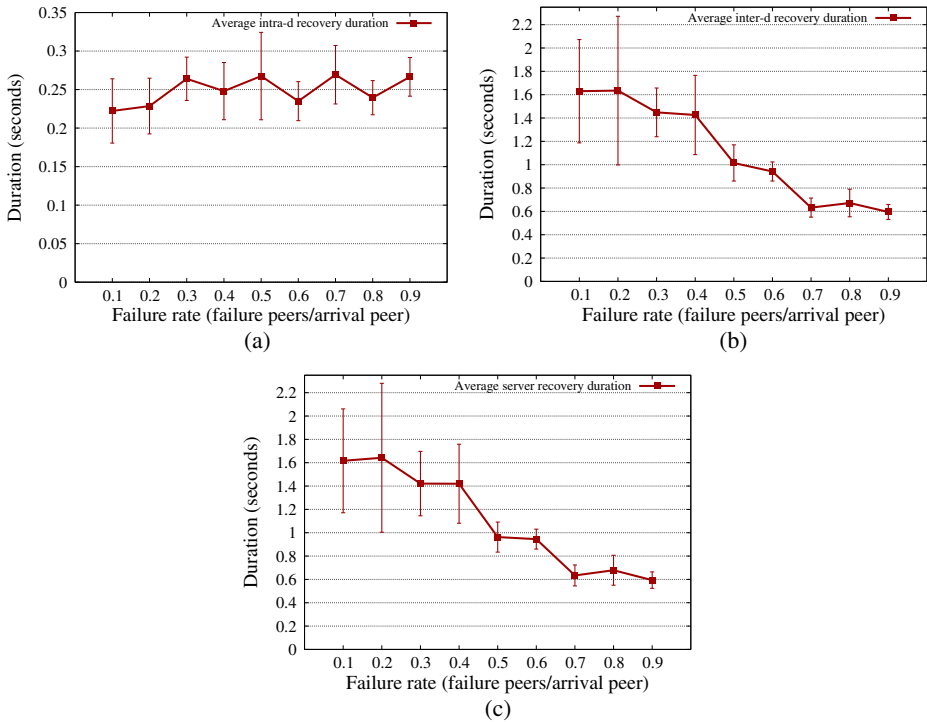 Average intra-d recovery duration
0.35
0.3
0.25
0.2
0.15
0.1
0.05
0
Duration (seconds)
0.1 0.2 0.3 0.4 0.5 0.6 0.7 0.8 0.9
Failure rate (failure peers/arrival peer)
(a)
Average inter-d recovery duration
2.2
2
1.8
1.6
1.4
1.2
1
0.8
0.6
0.4
0.2
0
Duration (seconds)
0.1 0.2 0.3 0.4 0.5 0.6 0.7 0.8 0.9
Failure rate (failure peers/arrival peer)
(b)
Average server recovery duration
2.2
2
1.8
1.6
1.4
1.2
1
0.8
0.6
0.4
0.2
0
Duration (seconds)
0.1 0.2 0.3 0.4 0.5 0.6 0.7 0.8 0.9
Failure rate (failure peers/arrival peer)
(c)